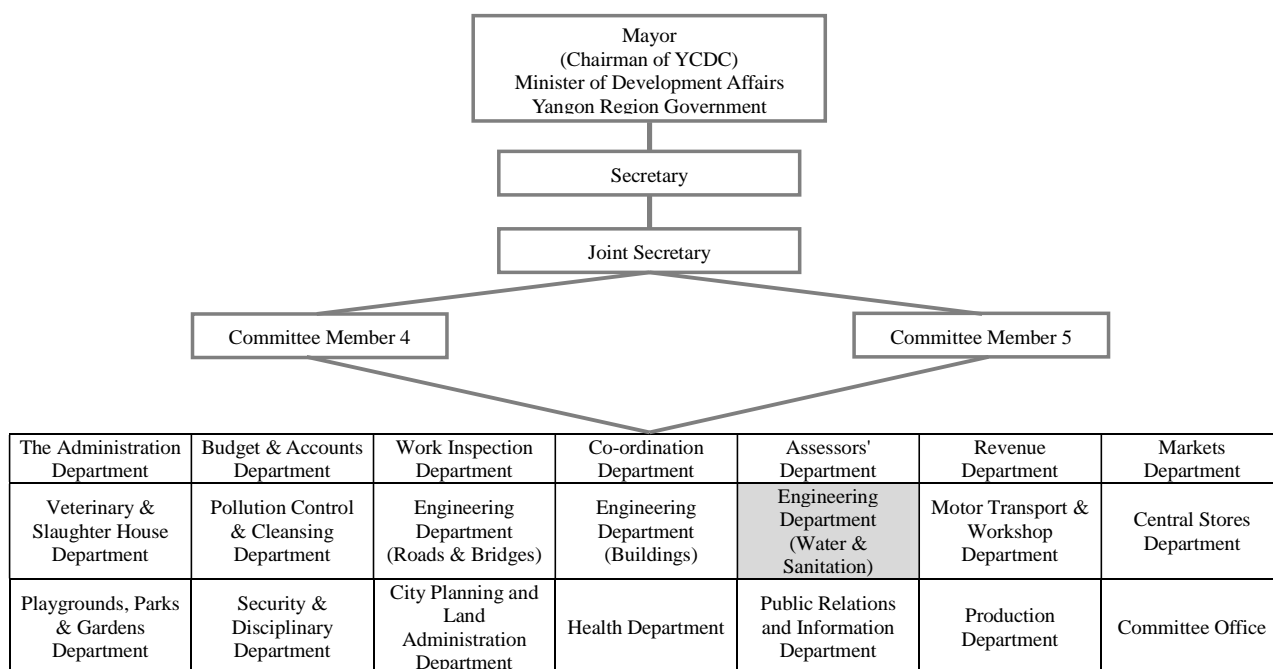 Mayor
(Chairman of YCDC)
Minister of Development Affairs
Yangon Region Government
Secretary
Joint Secretary
Committee Member 4
Committee Member 5
The Administration
Department
Budget & Accounts
Department
Work Inspection
Department
Co-ordination
Department
Assessors'
Department
Revenue
Department
Markets
Department
Veterinary &
Slaughter House
Department
Pollution Control
& Cleansing
Department
Engineering
Department
(Roads & Bridges)
Engineering
Department
(Buildings)
Engineering
Department
(Water &
Sanitation)
Motor Transport &
Workshop
Department
Central Stores
Department
Playgrounds, Parks
& Gardens
Department
Security &
Disciplinary
Department
City Planning and
Land
Administration
Department
Health Department
Public Relations
and Information
Department
Production
Department
Committee Office